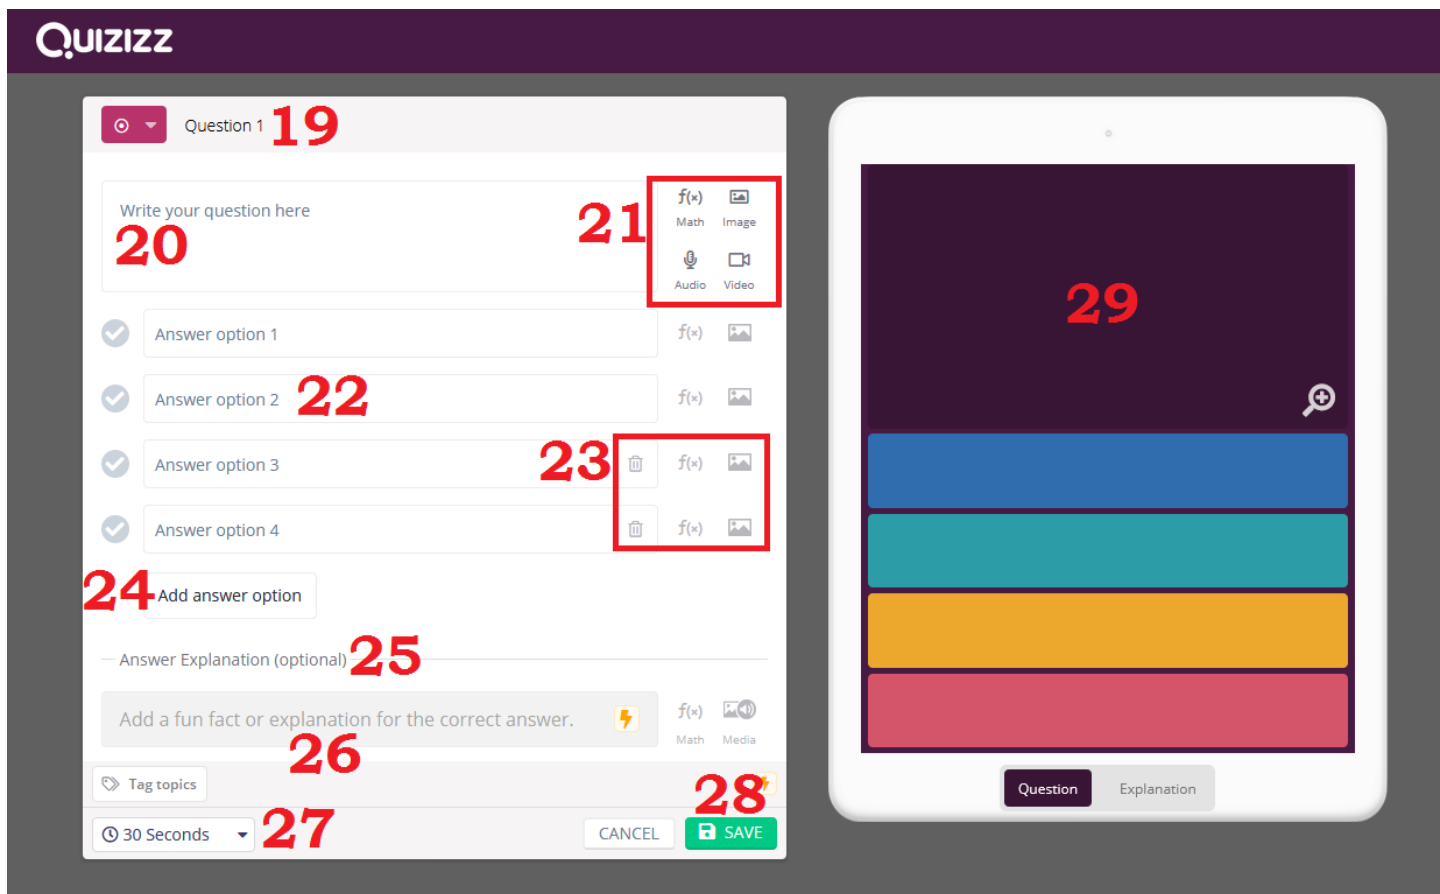 Quizizz
Question 1 19
Write your question here
20
21
f(x)
Math Image
Audio Video
Answer option 1 f(x)
Answer option 2 22 f(x)
Answer option 3 23 f(x)
Answer option 4 f(x)
24 Add answer option
Answer Explanation (optional) 25
Add a fun fact or explanation for the correct answer. f(x)
Math Media
26
Tag topics
28
30 Seconds 27 CANCEL SAVE
29
Question Explanation